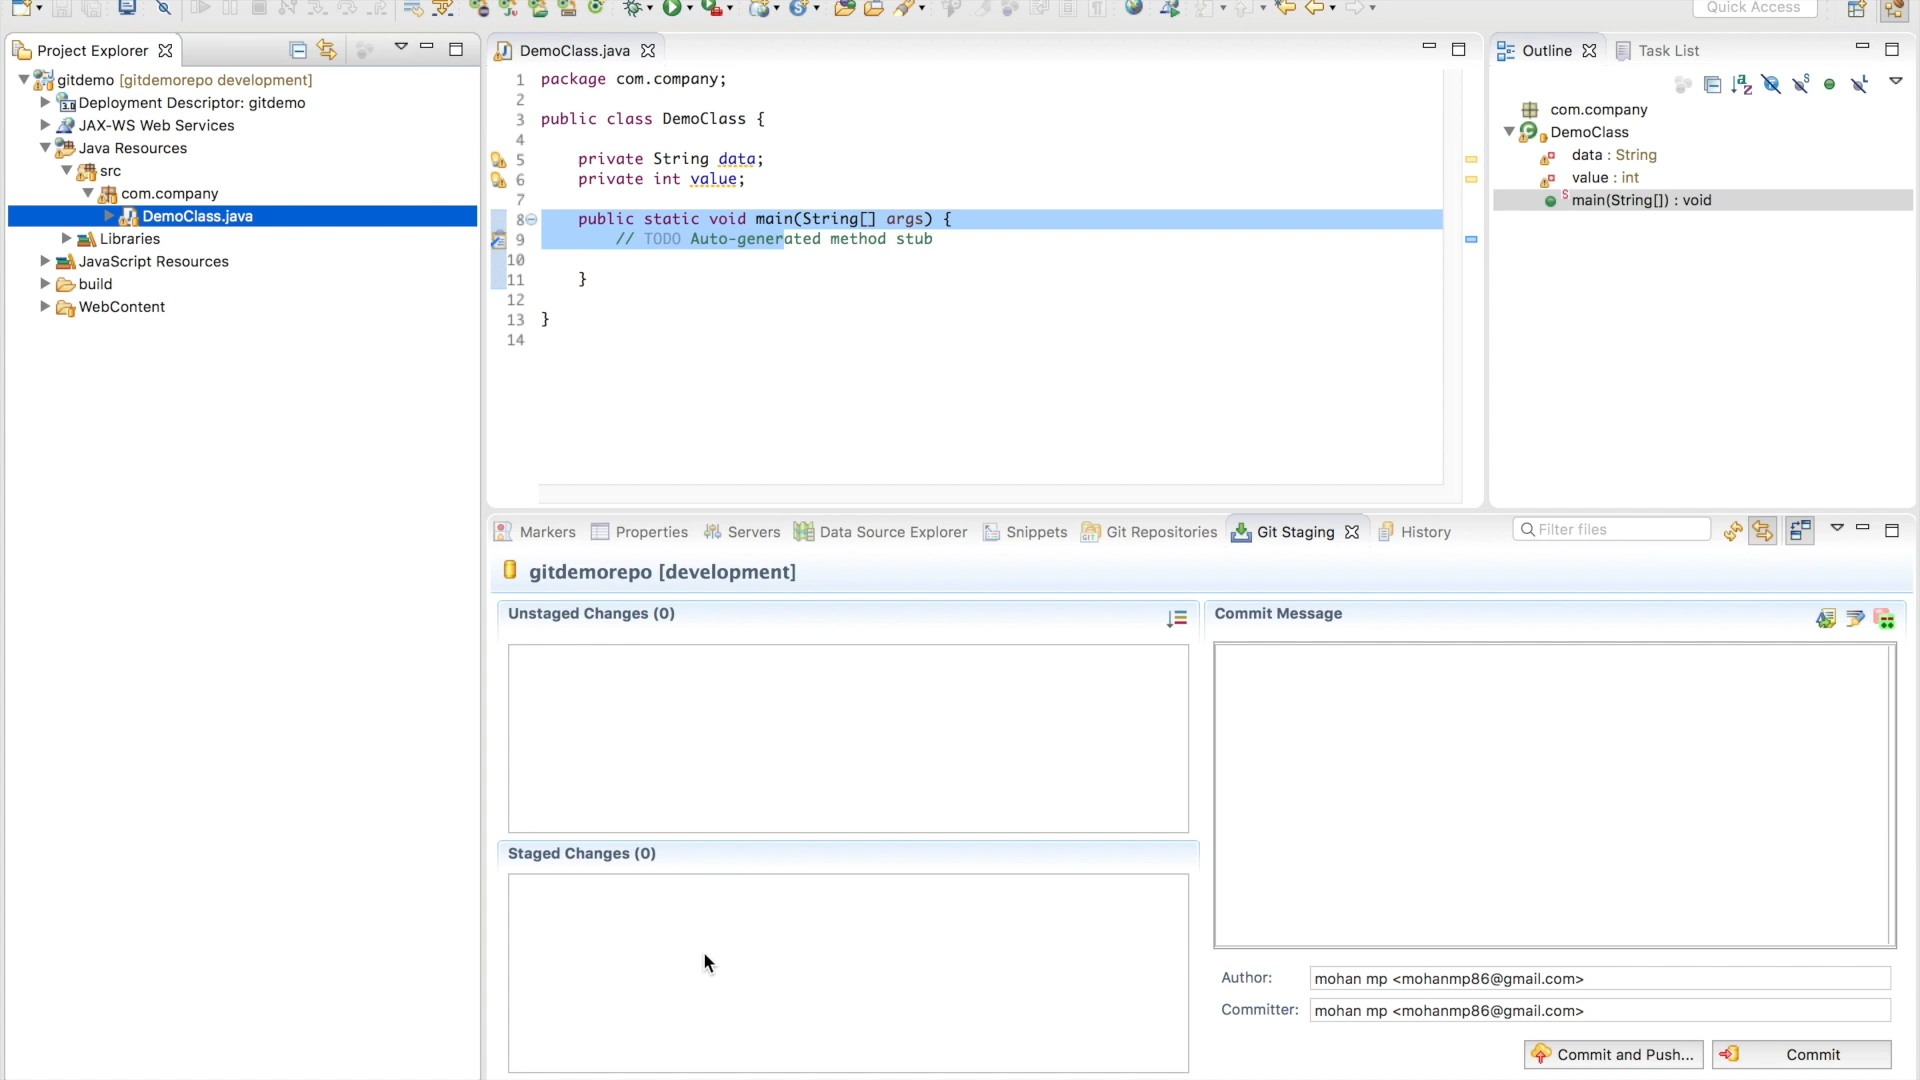 Quick Access
Project Explorer
gitdemo [gitdemorepo development]
Deployment Descriptor: gitdemo
JAX-WS Web Services
Java Resources
src
com.company
DemoClass.java
Libraries
JavaScript Resources
build
WebContent
DemoClass.java
1 package com.company;
2
3 public class DemoClass {
4
5 private String data;
6 private int value;
7
8 public static void main(String[] args) {
9 // TODO Auto-generated method stub
10
11 }
12
13 }
14
Outline
Task List
com.company
DemoClass
data : String
value : int
main(String[]) : void
Markers
Properties
Servers
Data Source Explorer
Snippets
Git Repositories
Git Staging
History
Filter files
gitdemorepo [development]
Unstaged Changes (0)
Staged Changes (0)
Commit Message
Author: mohan mp <mohanmp86@gmail.com>
Committer: mohan mp <mohanmp86@gmail.com>
Commit and Push...
Commit